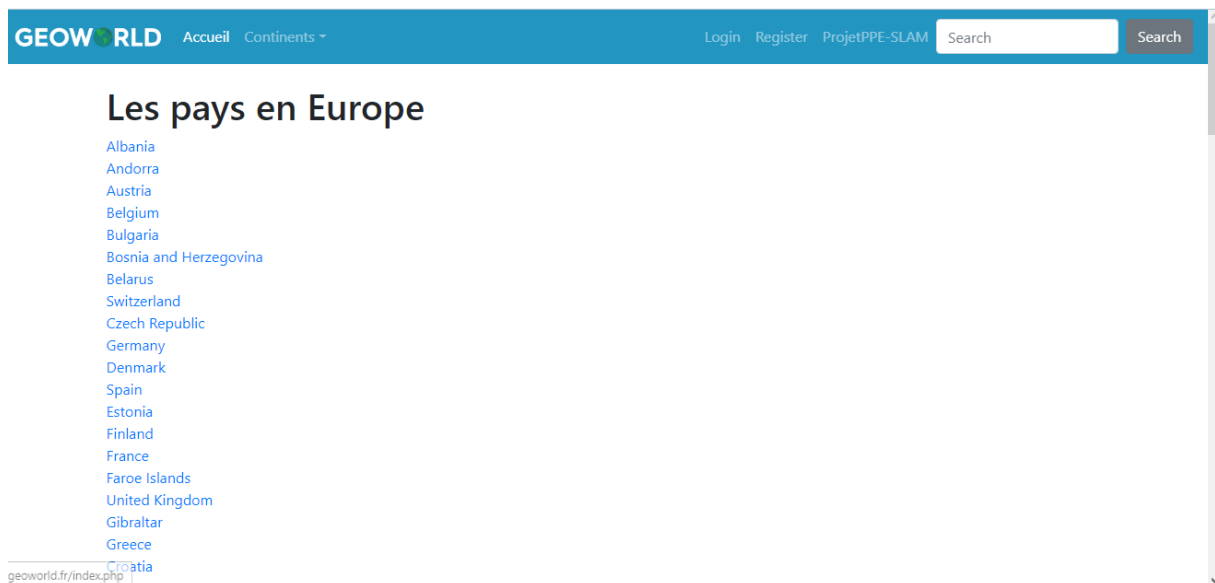 GEOWORLD Accueil Continents Login Register ProjetPPE-SLAM Search Search
Les pays en Europe
Albania
Andorra
Austria
Belgium
Bulgaria
Bosnia and Herzegovina
Belarus
Switzerland
Czech Republic
Germany
Denmark
Spain
Estonia
Finland
France
Faroe Islands
United Kingdom
Gibraltar
Greece
Croatia
geoworld.fr/index.php